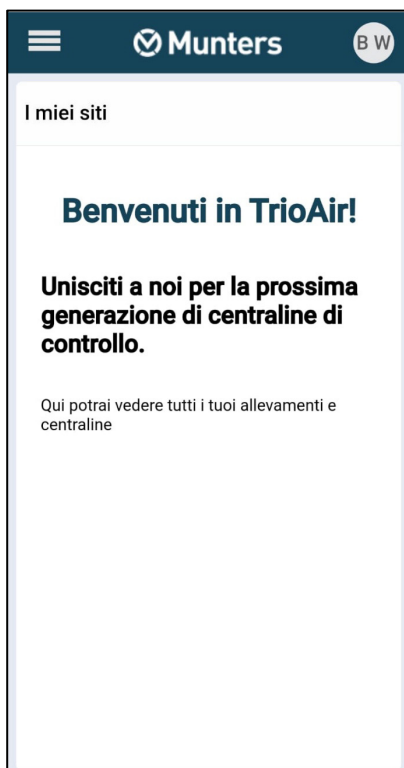 Munters
B W
I miei siti
Benvenuti in TrioAir!
Unisciti a noi per la prossima
generazione di centraline di
controllo.
Qui potrai vedere tutti i tuoi allevamenti e
centraline